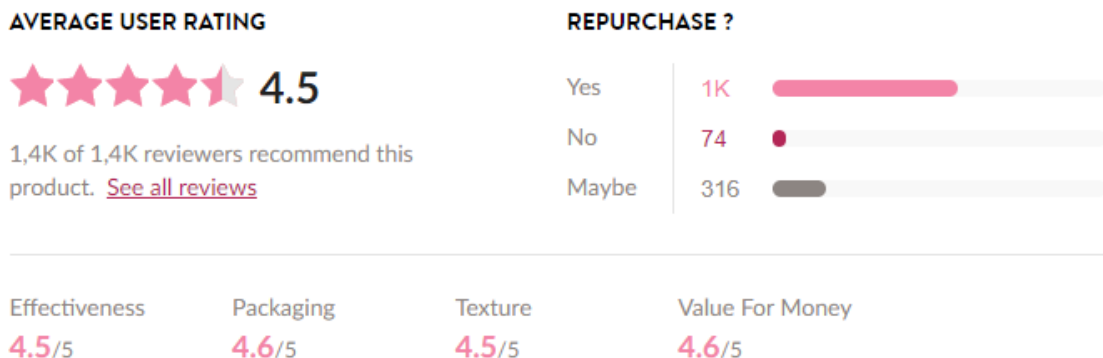 AVERAGE USER RATING
4.5
1,4K of 1,4K reviewers recommend this
product. See all reviews
REPURCHASE ?
Yes 1K
No 74
Maybe 316
Effectiveness Packaging Texture Value For Money
4.5/5 4.6/5 4.5/5 4.6/5